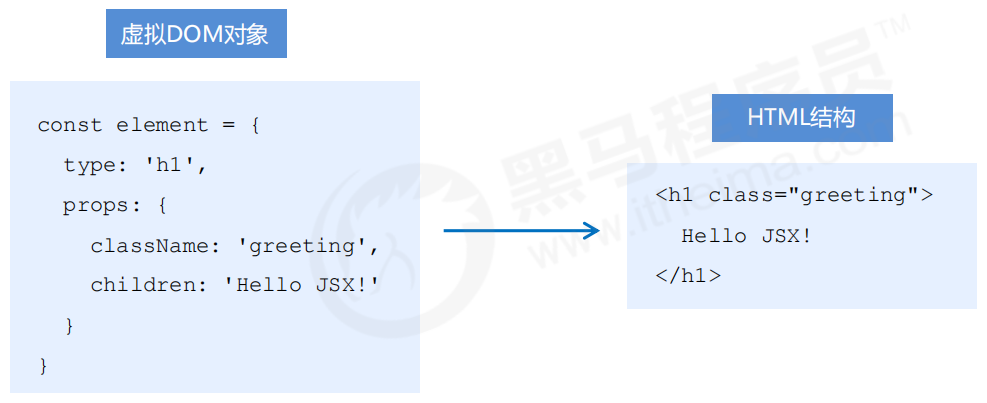 虚拟DOM对象
const element = {
  type: 'h1',
  props: {
    className: 'greeting',
    children: 'Hello JSX!'
  }
}
HTML结构
<h1 class="greeting">
  Hello JSX!
</h1>
黑马程序员™
www.itheima.com